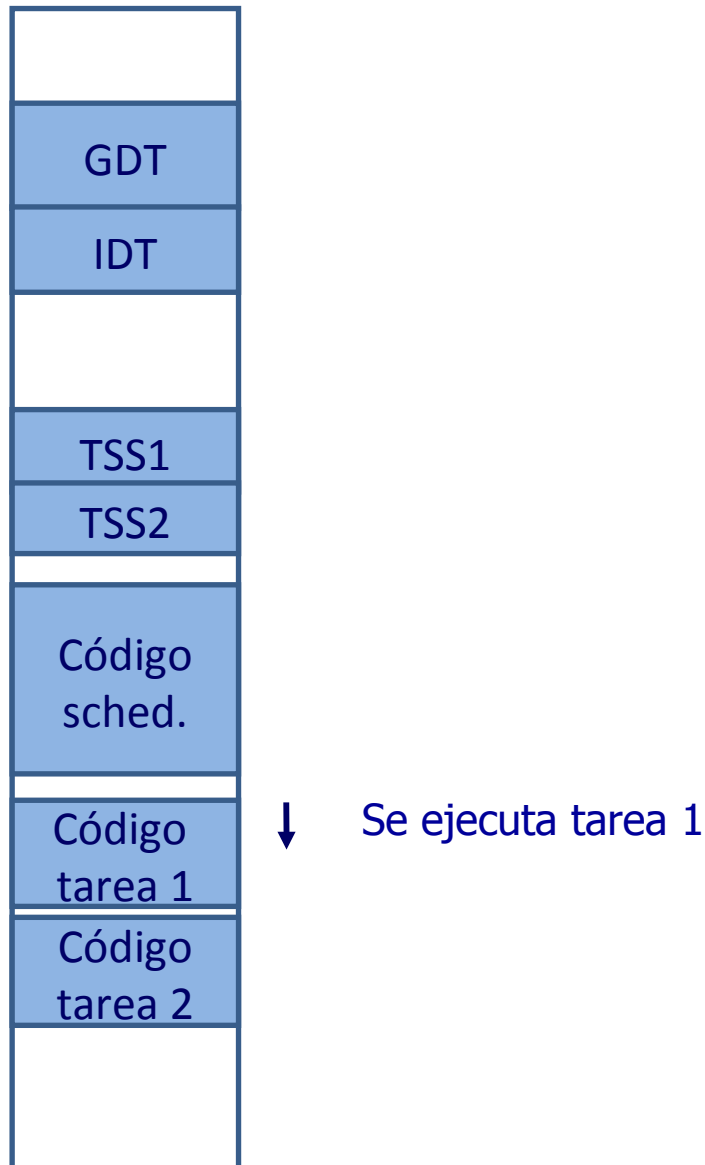 GDT
IDT
TSS1
TSS2
Código
sched.
Código
tarea 1
Se ejecuta tarea 1
Código
tarea 2